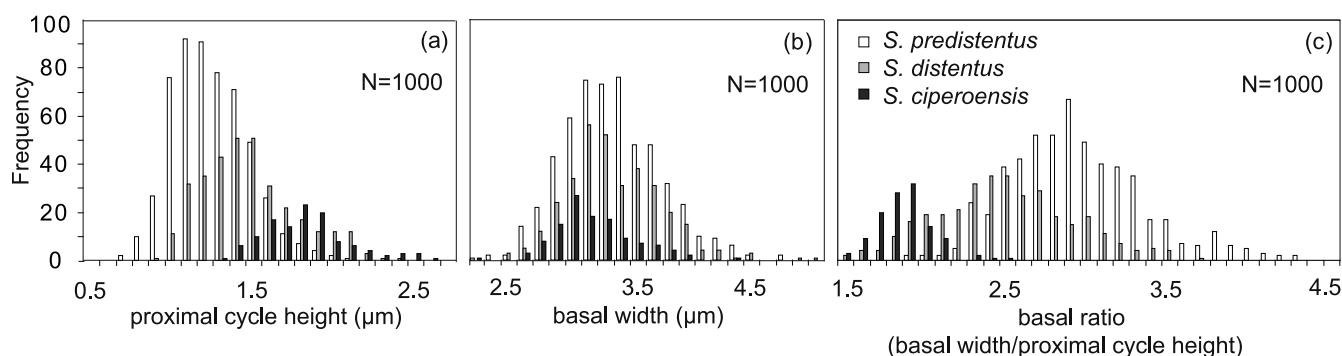 100
80
60
40
20
0
Frequency
(a)
N=1000
0.5 1.5 2.5
proximal cycle height (µm)
(b)
N=1000
2.5 3.5 4.5
basal width (µm)
S. predistentus
S. distentus
S. ciperoensis
(c)
N=1000
1.5 2.5 3.5 4.5
basal ratio
(basal width/proximal cycle height)